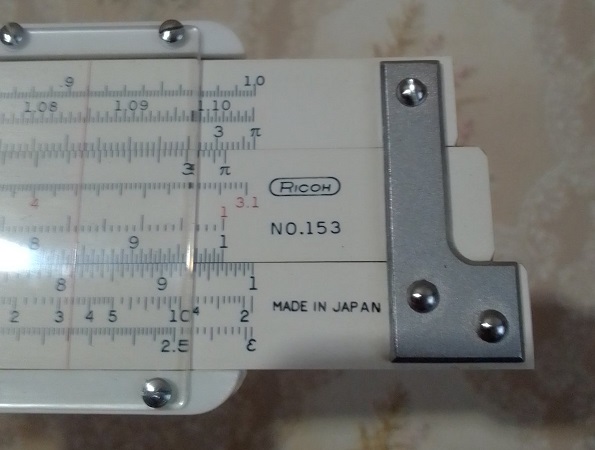 .9 1.0
1.08 1.09 1.10
3 π
3 π
4 3.1
RICOH
1
NO.153
8 9 1
8 9 1
2 3 4 5 10⁴ 2
MADE IN JAPAN
2.5 ε